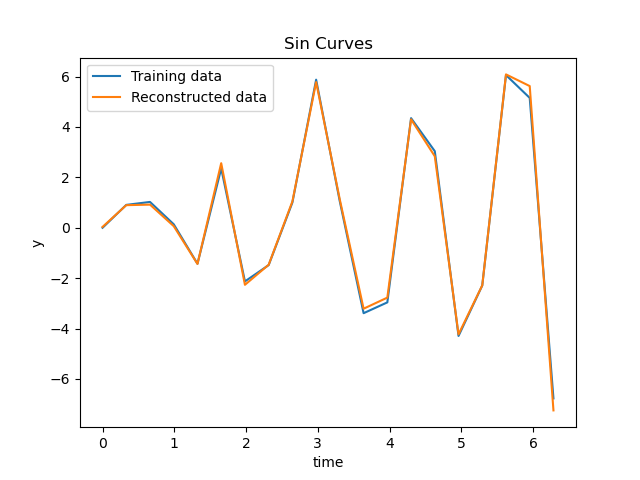 Sin Curves
Training data
Reconstructed data
6
4
2
0
−2
−4
−6
y
0 1 2 3 4 5 6
time